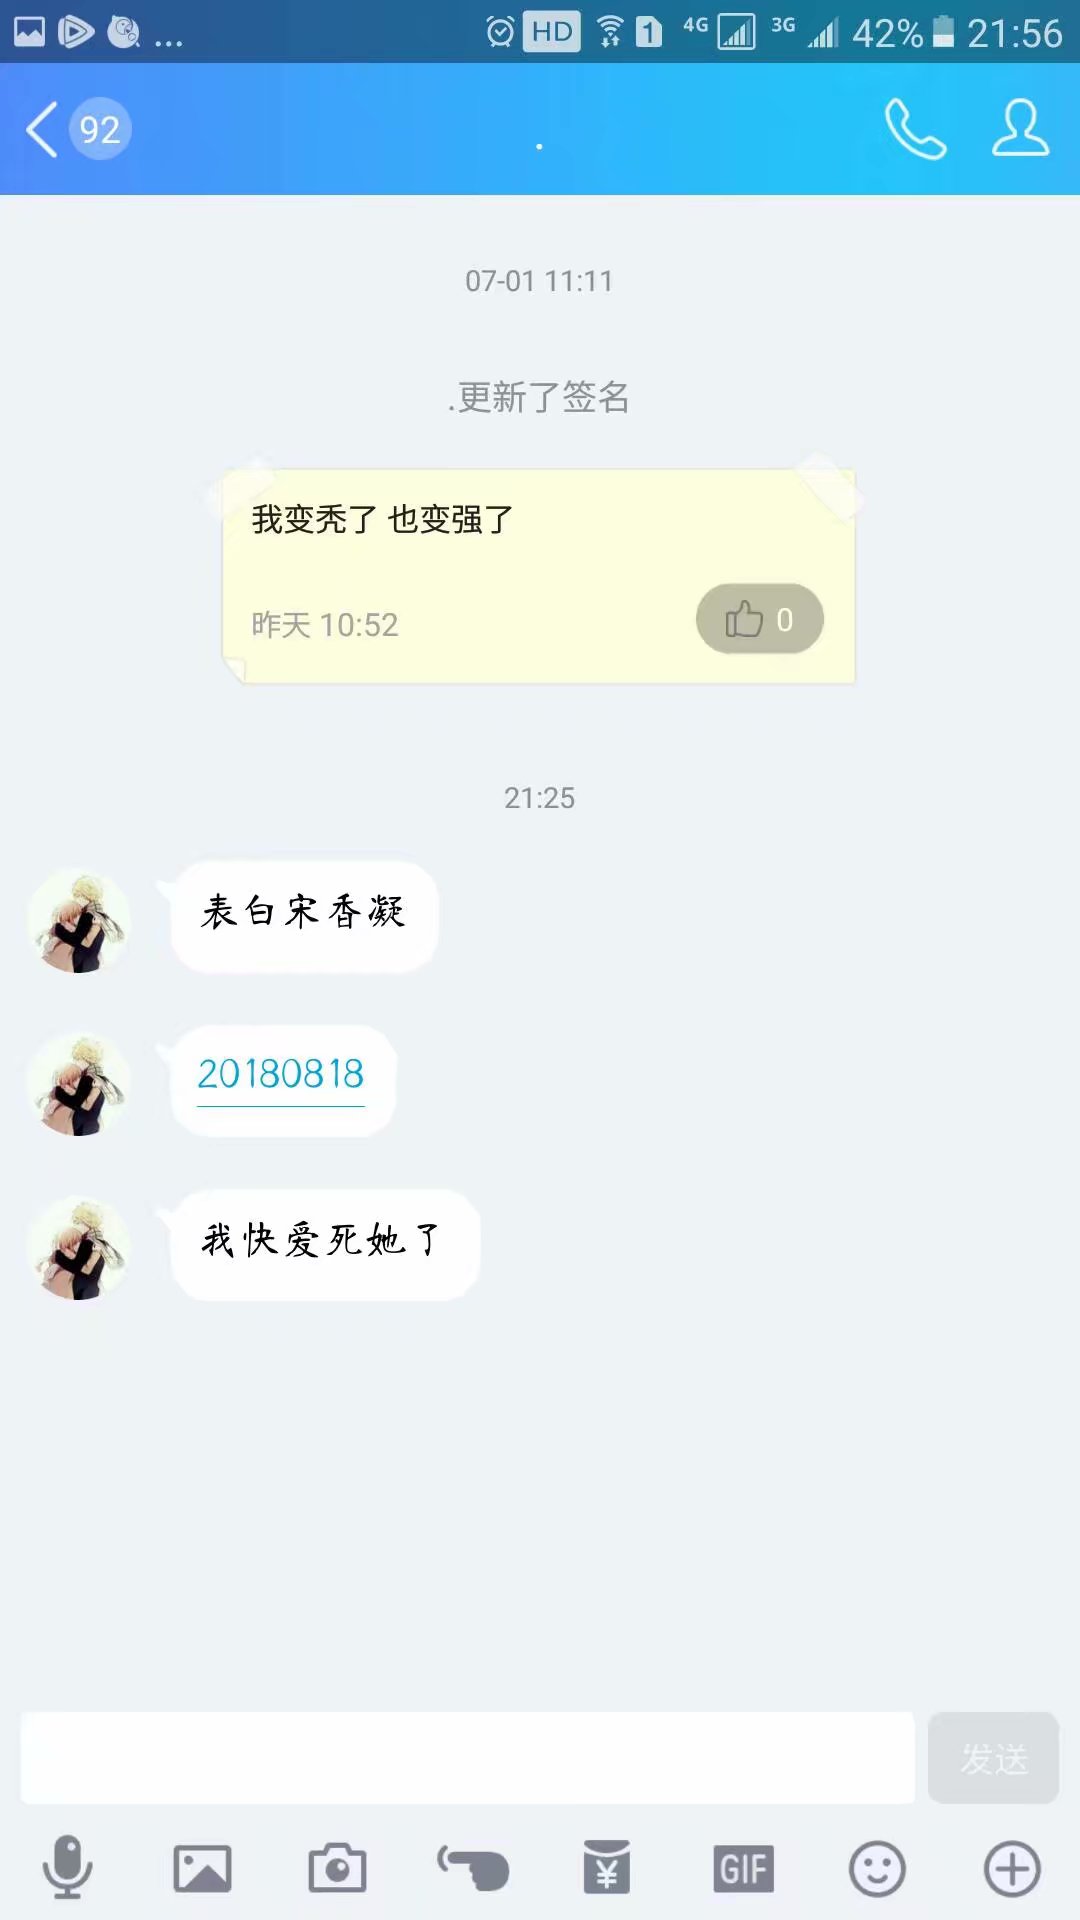 HD 1 4G 3G 42% 21:56
92 .
07-01 11:11
.更新了签名
我变秃了 也变强了
昨天 10:52 0
21:25
表白宋香凝
20180818
我快爱死她了
发送
¥ GIF